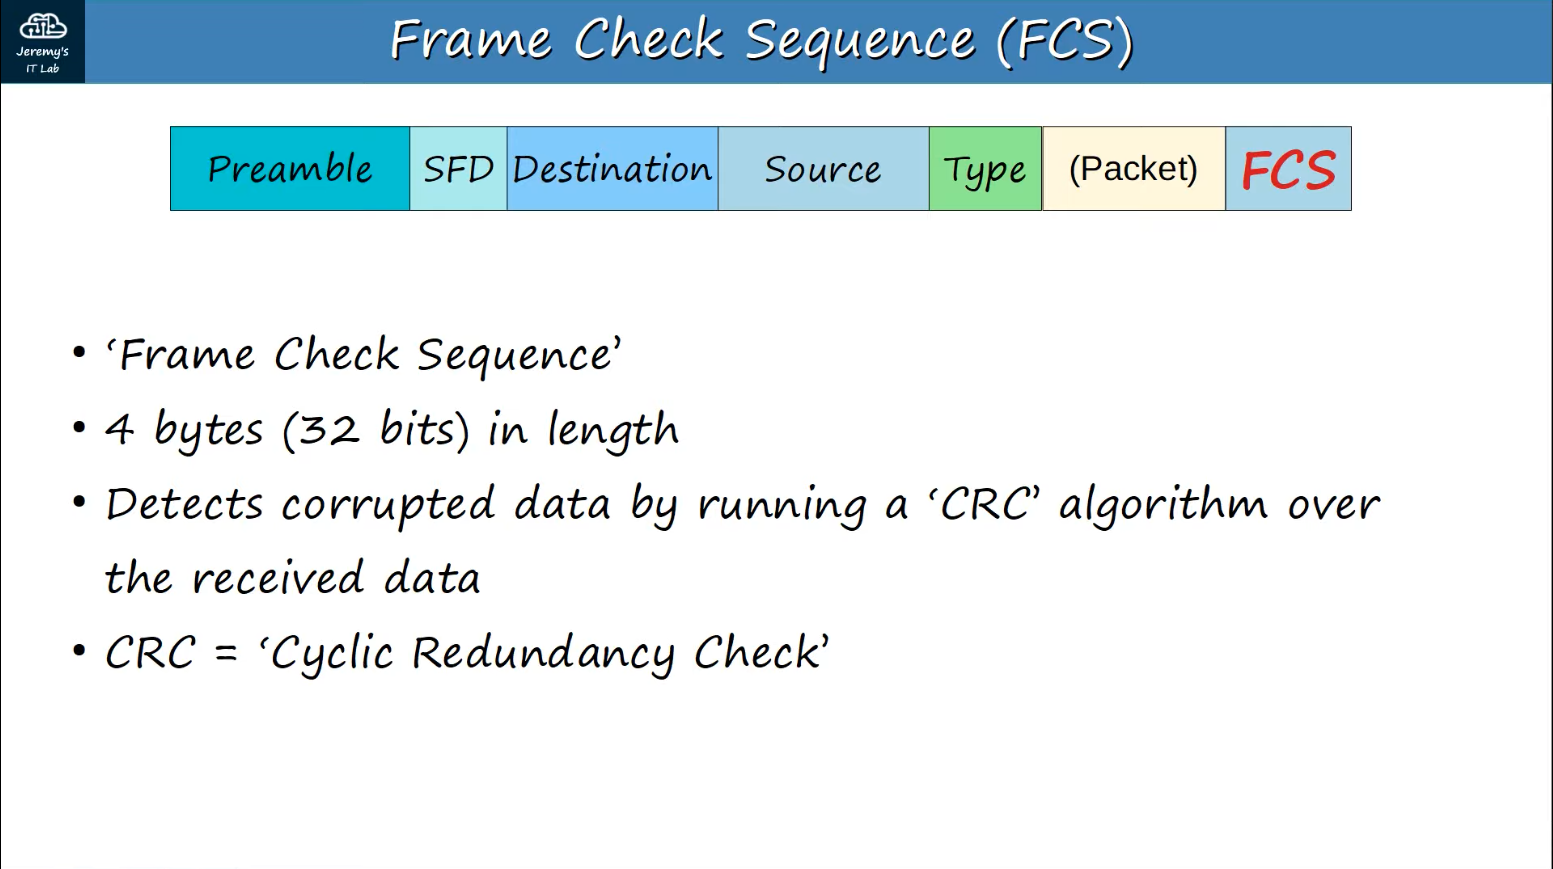 Jeremy's
IT Lab
Frame Check Sequence (FCS)
Preamble SFD Destination Source Type (Packet) FCS
• ‘Frame Check Sequence’
• 4 bytes (32 bits) in length
• Detects corrupted data by running a ‘CRC’ algorithm over
the received data
• CRC = ‘Cyclic Redundancy Check’